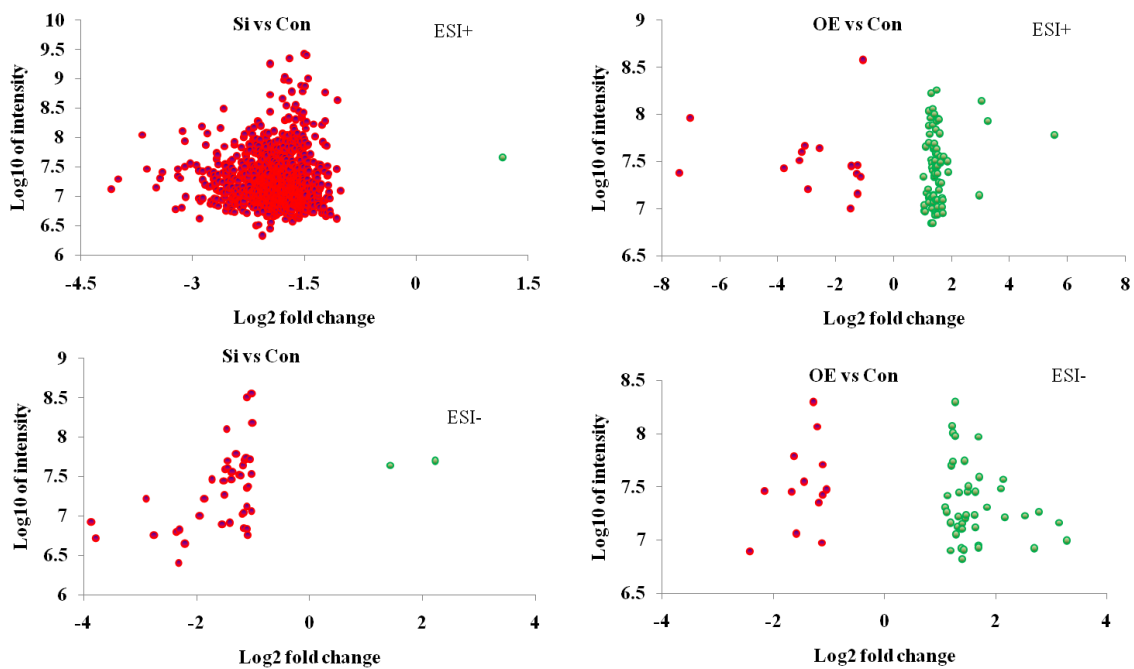 Si vs Con
ESI+
Log10 of intensity
10
9.5
9
8.5
8
7.5
7
6.5
6
-4.5 -3 -1.5 0 1.5
Log2 fold change
OE vs Con
ESI+
Log10 of intensity
9
8.5
8
7.5
7
6.5
-8 -6 -4 -2 0 2 4 6 8
Log2 fold change
Si vs Con
ESI-
Log10 of intensity
9
8.5
8
7.5
7
6.5
6
-4 -2 0 2 4
Log2 fold change
OE vs Con
ESI-
Log10 of intensity
8.5
8
7.5
7
6.5
-4 -3 -2 -1 0 1 2 3 4
Log2 fold change